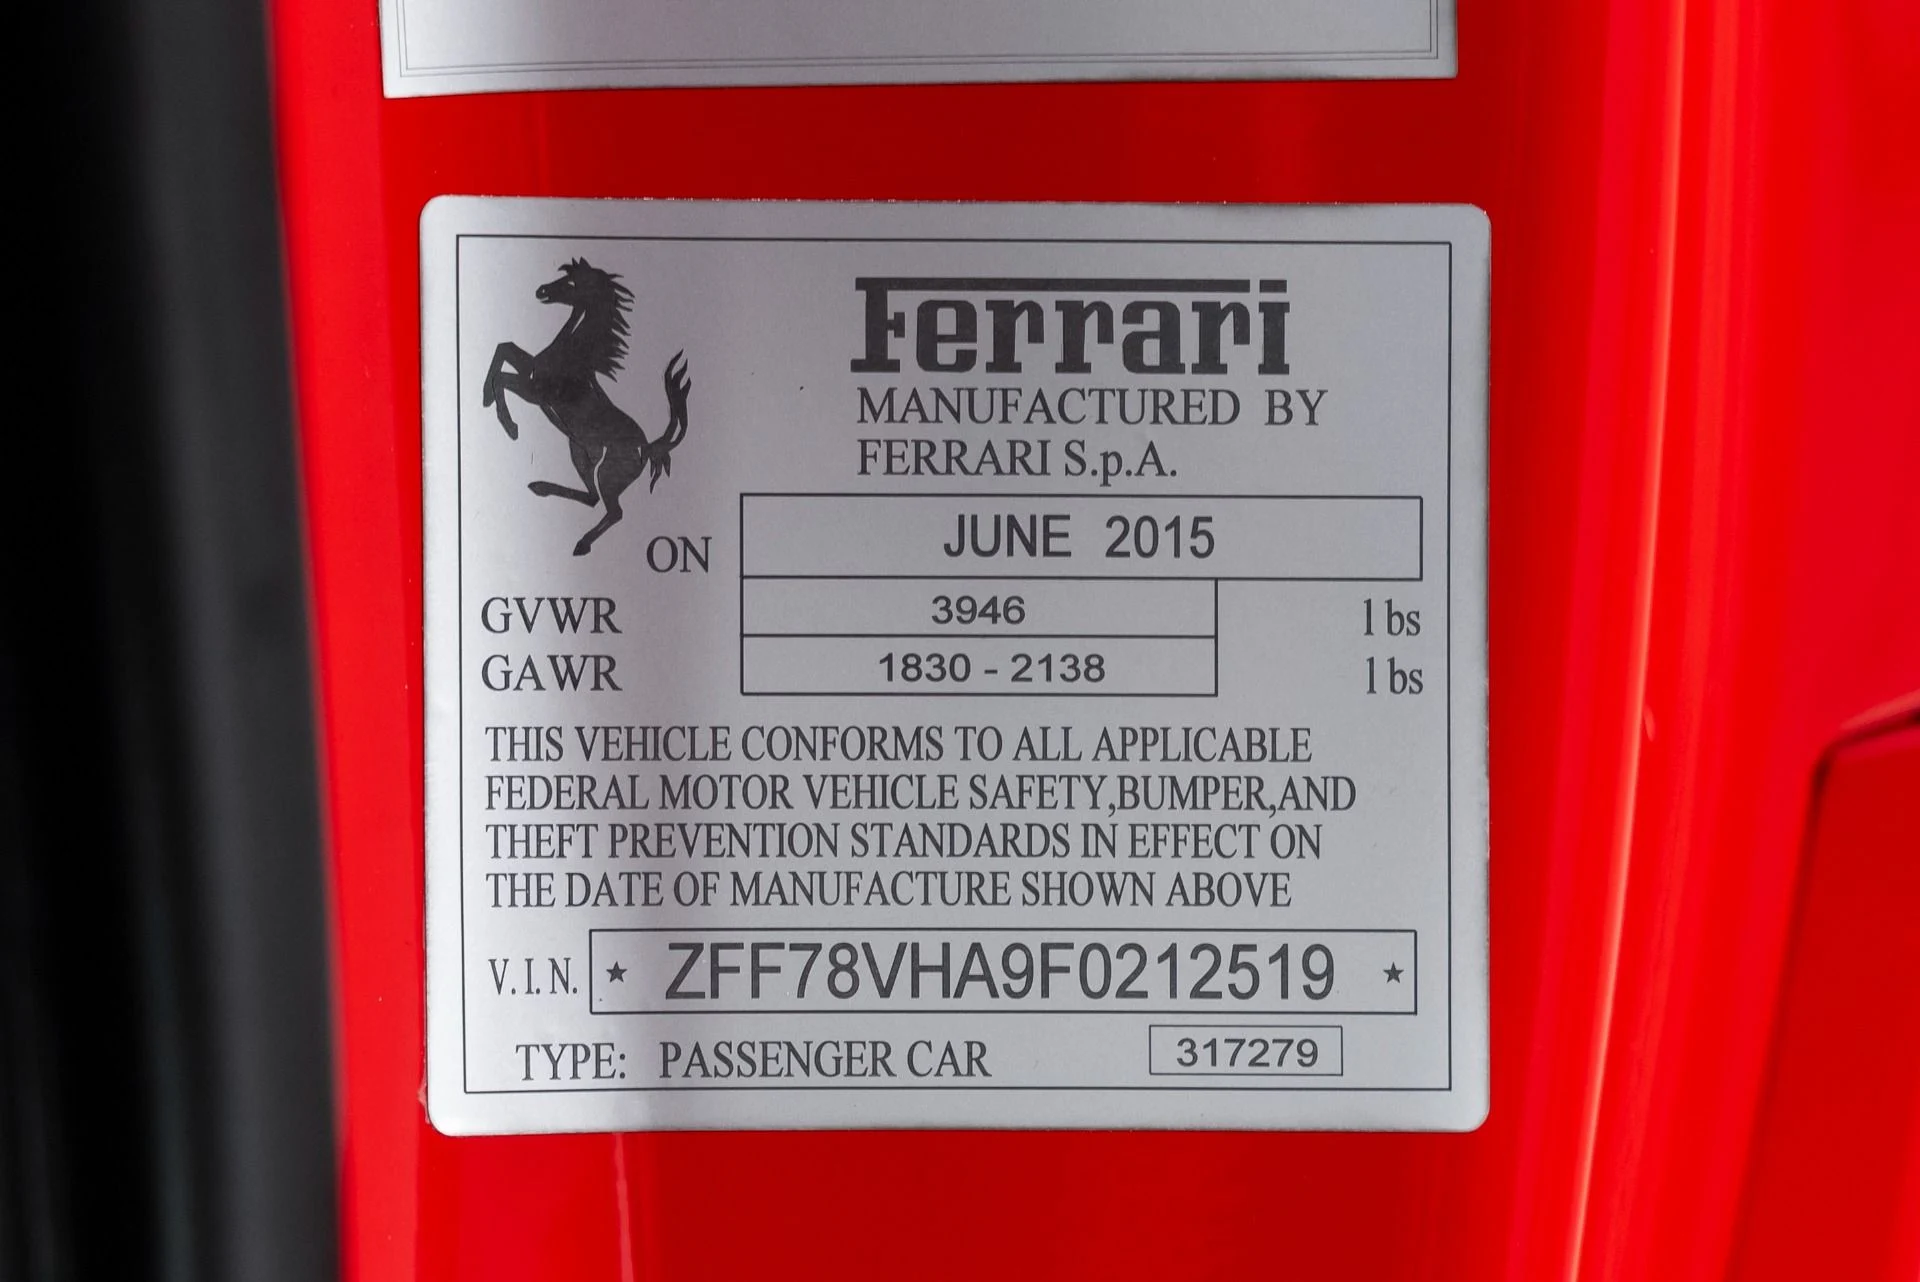 Ferrari
MANUFACTURED BY
FERRARI S.p.A.
ON JUNE 2015
GVWR 3946 lbs
GAWR 1830 - 2138 lbs
THIS VEHICLE CONFORMS TO ALL APPLICABLE
FEDERAL MOTOR VEHICLE SAFETY,BUMPER,AND
THEFT PREVENTION STANDARDS IN EFFECT ON
THE DATE OF MANUFACTURE SHOWN ABOVE
V.I.N. ★ ZFF78VHA9F0212519 ★
TYPE: PASSENGER CAR 317279